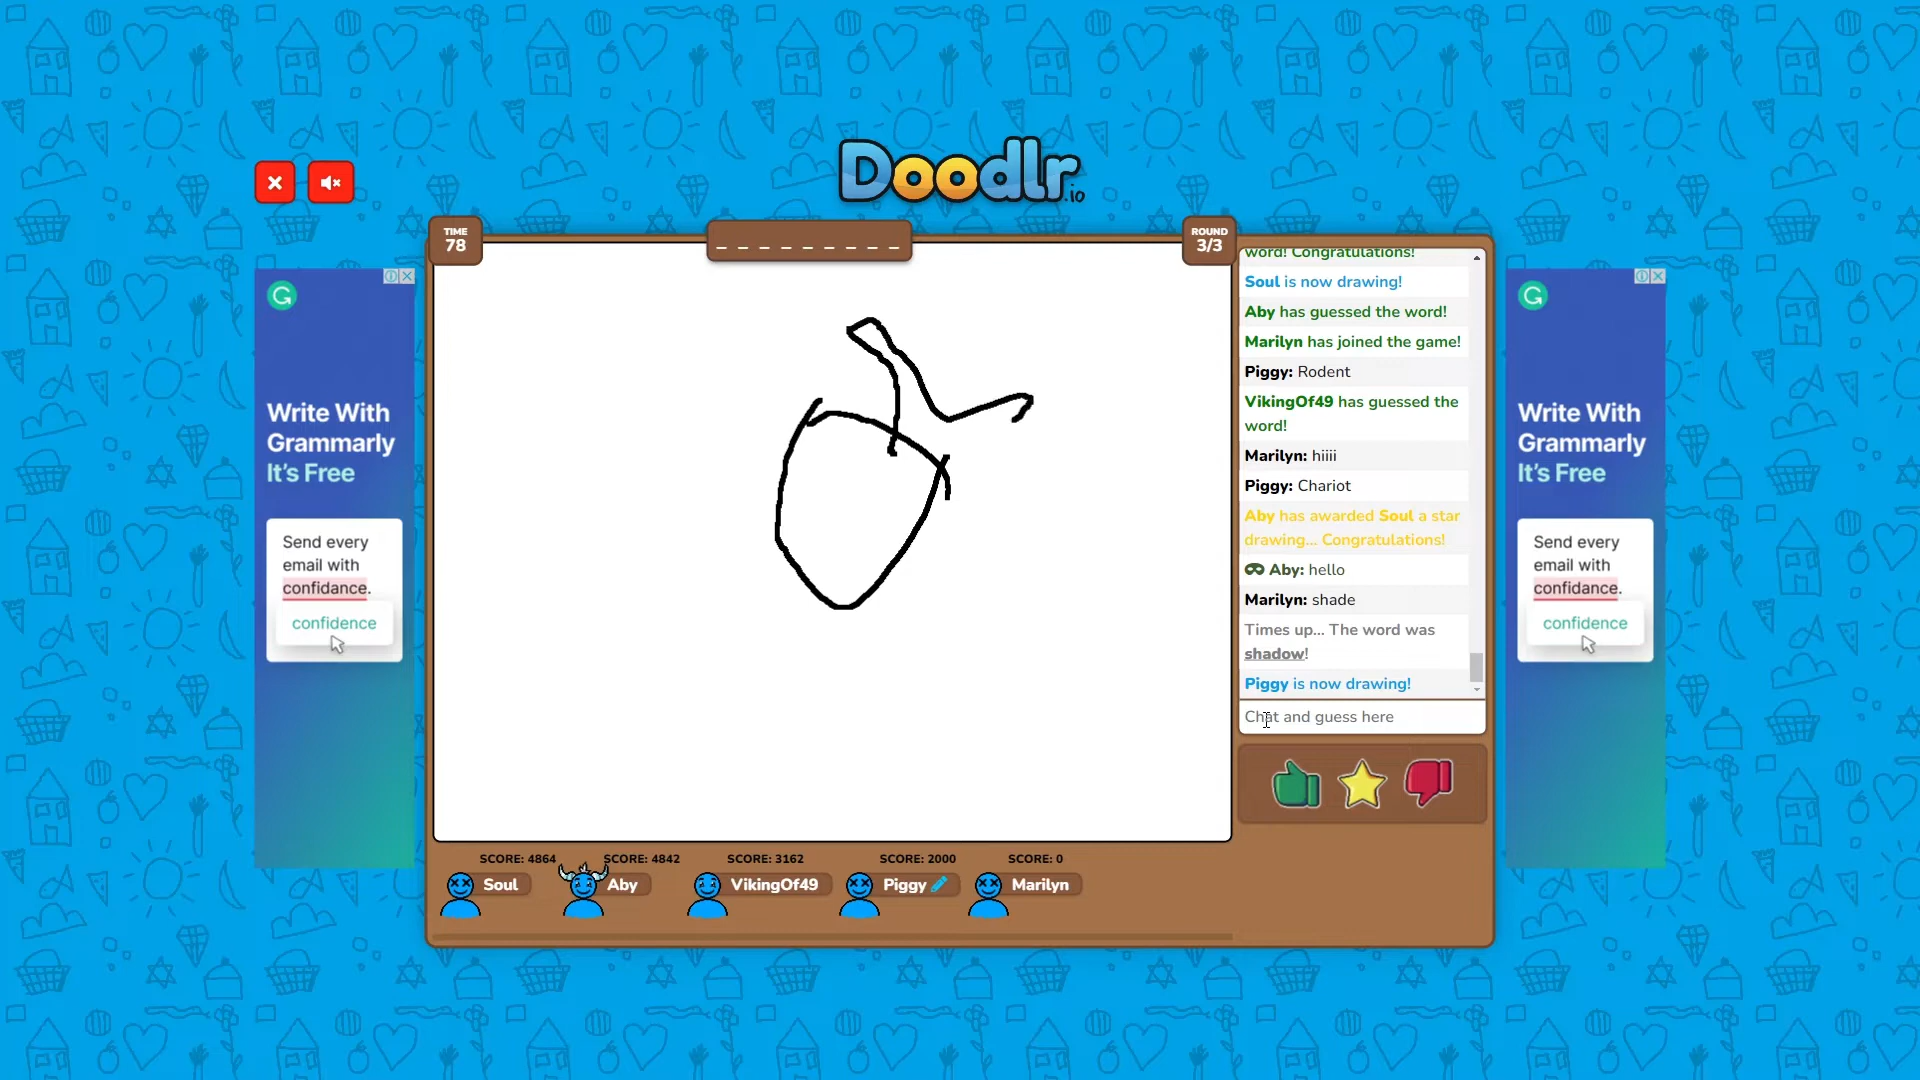 Doodlr.io
TIME
78
_ _ _ _ _ _ _ _ _
ROUND
3/3
word! Congratulations!
Soul is now drawing!
Aby has guessed the word!
Marilyn has joined the game!
Piggy: Rodent
VikingOf49 has guessed the
word!
Marilyn: hiiii
Piggy: Chariot
Aby has awarded Soul a star
drawing... Congratulations!
Aby: hello
Marilyn: shade
Times up... The word was
shadow!
Piggy is now drawing!
Chat and guess here
SCORE: 4864
Soul
SCORE: 4842
Aby
SCORE: 3162
VikingOf49
SCORE: 2000
Piggy
SCORE: 0
Marilyn
G
Write With
Grammarly
It's Free
Send every
email with
confidance.
confidence
G
Write With
Grammarly
It's Free
Send every
email with
confidance.
confidence